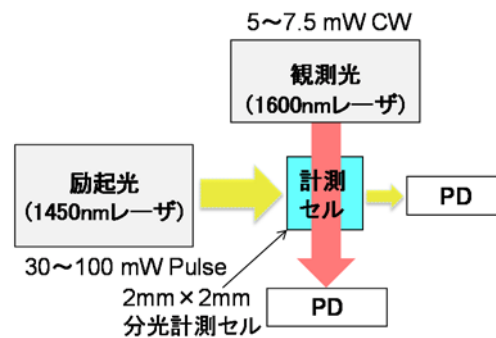 5～7.5 mW CW
観測光
(1600nmレーザ)
励起光
(1450nmレーザ)
計測
セル
PD
30～100 mW Pulse
2mm×2mm
分光計測セル
PD